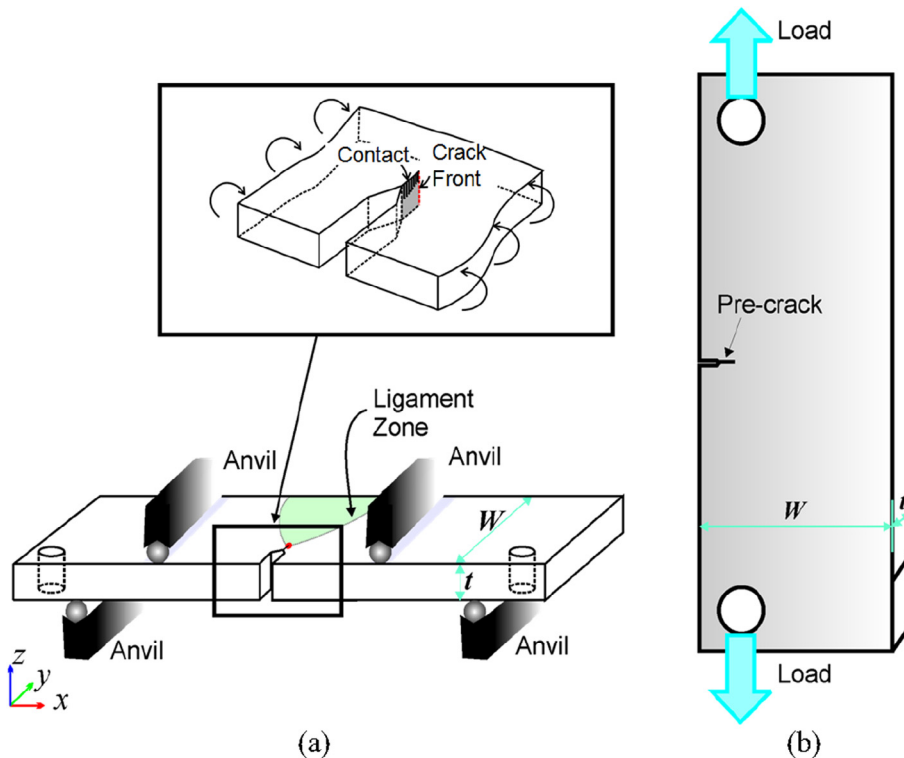 Contact
Crack
Front
Ligament
Zone
Anvil
Anvil
W
t
Anvil
Anvil
z
y
x
(a)
Load
Pre-crack
W
t
Load
(b)